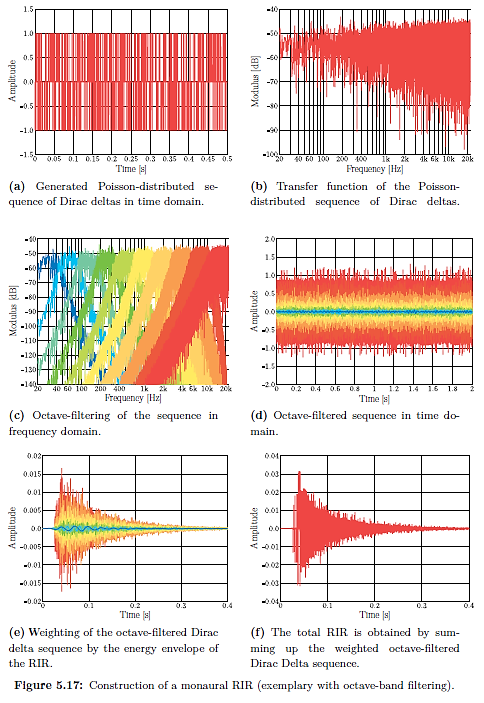 1.5
1.0
0.5
0.0
-0.5
-1.0
-1.5
Amplitude
0 0.05 0.1 0.15 0.2 0.25 0.3 0.35 0.4 0.45 0.5
Time [s]
(a) Generated Poisson-distributed se-
quence of Dirac deltas in time domain.
-40
-50
-60
-70
-80
-90
-100
Modulus [dB]
20 40 100 200 400 1k 2k 4k 6k 10k 20k
Frequency [Hz]
(b) Transfer function of the Poisson-
distributed sequence of Dirac deltas.
-40
-50
-60
-70
-80
-90
-100
-110
-120
-130
-140
Modulus [dB]
20 40 60 100 200 400 1k 2k 4k 6k 10k 20k
Frequency [Hz]
(c) Octave-filtering of the sequence in
frequency domain.
2.0
1.5
1.0
0.5
0.0
-0.5
-1.0
-1.5
-2.0
Amplitude
0 0.2 0.4 0.6 0.8 1 1.2 1.4 1.6 1.8 2
Time [s]
(d) Octave-filtered sequence in time do-
main.
0.02
0.015
0.01
0.005
0.0
-0.005
-0.01
-0.015
-0.02
Amplitude
0 0.1 0.2 0.3 0.4
Time [s]
(e) Weighting of the octave-filtered Dirac
delta sequence by the energy envelope of
the RIR.
0.04
0.03
0.02
0.01
0.0
-0.01
-0.02
-0.03
-0.04
Amplitude
0 0.1 0.2 0.3 0.4
Time [s]
(f) The total RIR is obtained by sum-
ming up the weighted octave-filtered
Dirac Delta sequence.
Figure 5.17: Construction of a monaural RIR (exemplary with octave-band filtering).